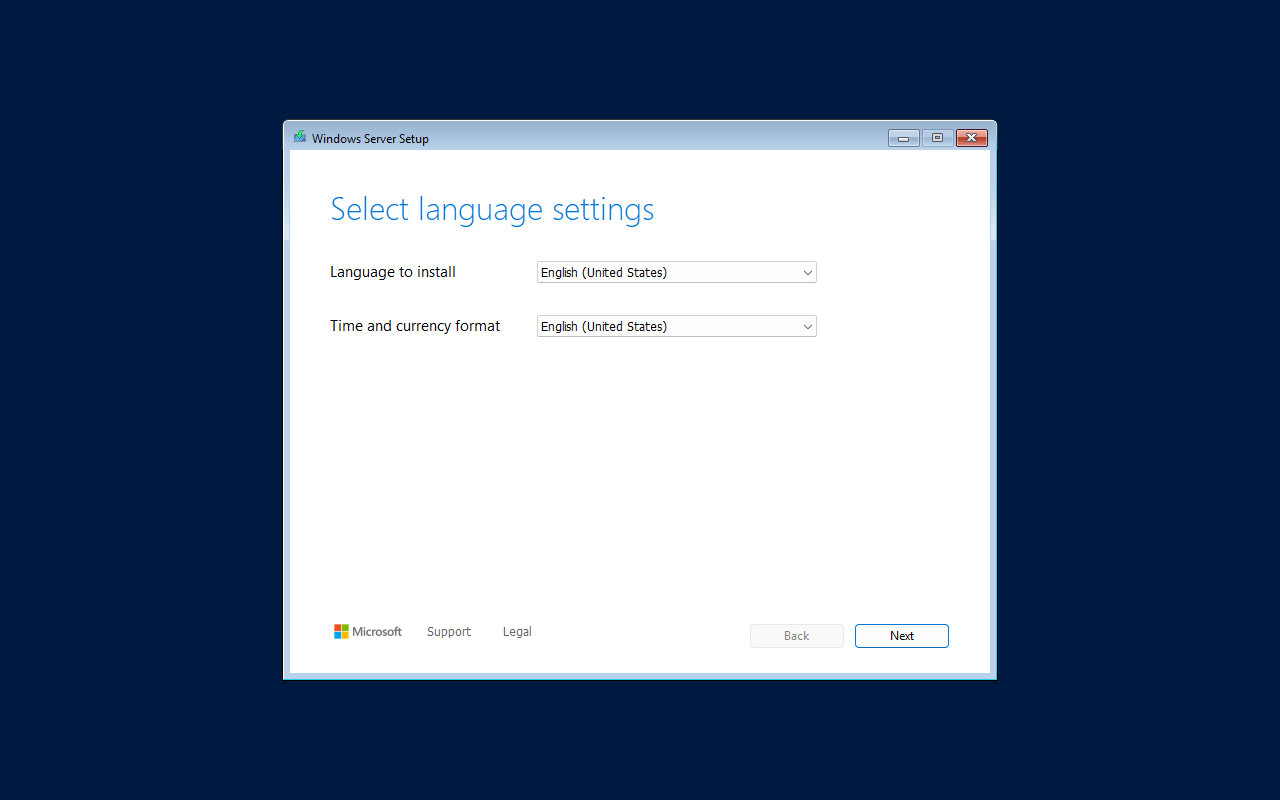 Windows Server Setup
Select language settings
Language to install
English (United States)
Time and currency format
English (United States)
Microsoft
Support
Legal
Back
Next